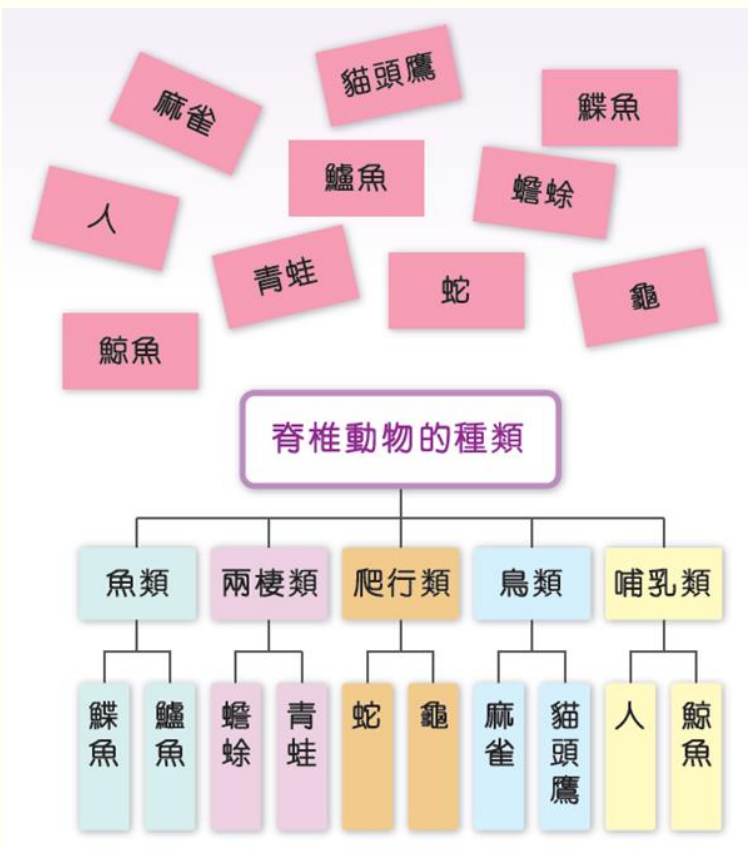 貓頭鷹
麻雀
鰈魚
鱸魚
蟾蜍
人
青蛙
蛇
龜
鯨魚
脊椎動物的種類
魚類
兩棲類
爬行類
鳥類
哺乳類
鰈魚
鱸魚
蟾蜍
青蛙
蛇
龜
麻雀
貓頭鷹
人
鯨魚